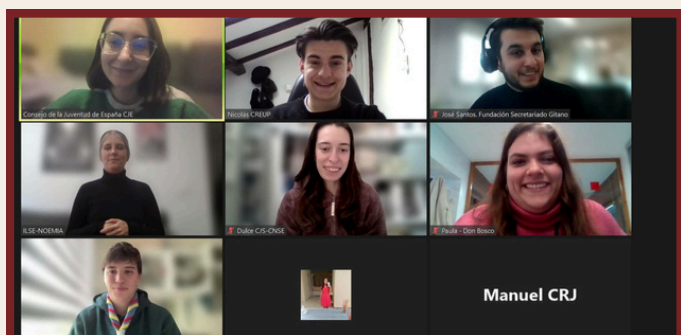 Consejo de la Juventud de España CJE
Nicolás CREUP
José Santos, Fundación Secretariado Gitano
ILSE-NOEMIA
Dulce CJS-CNSE
Paula - Don Bosco
Manuel CRJ